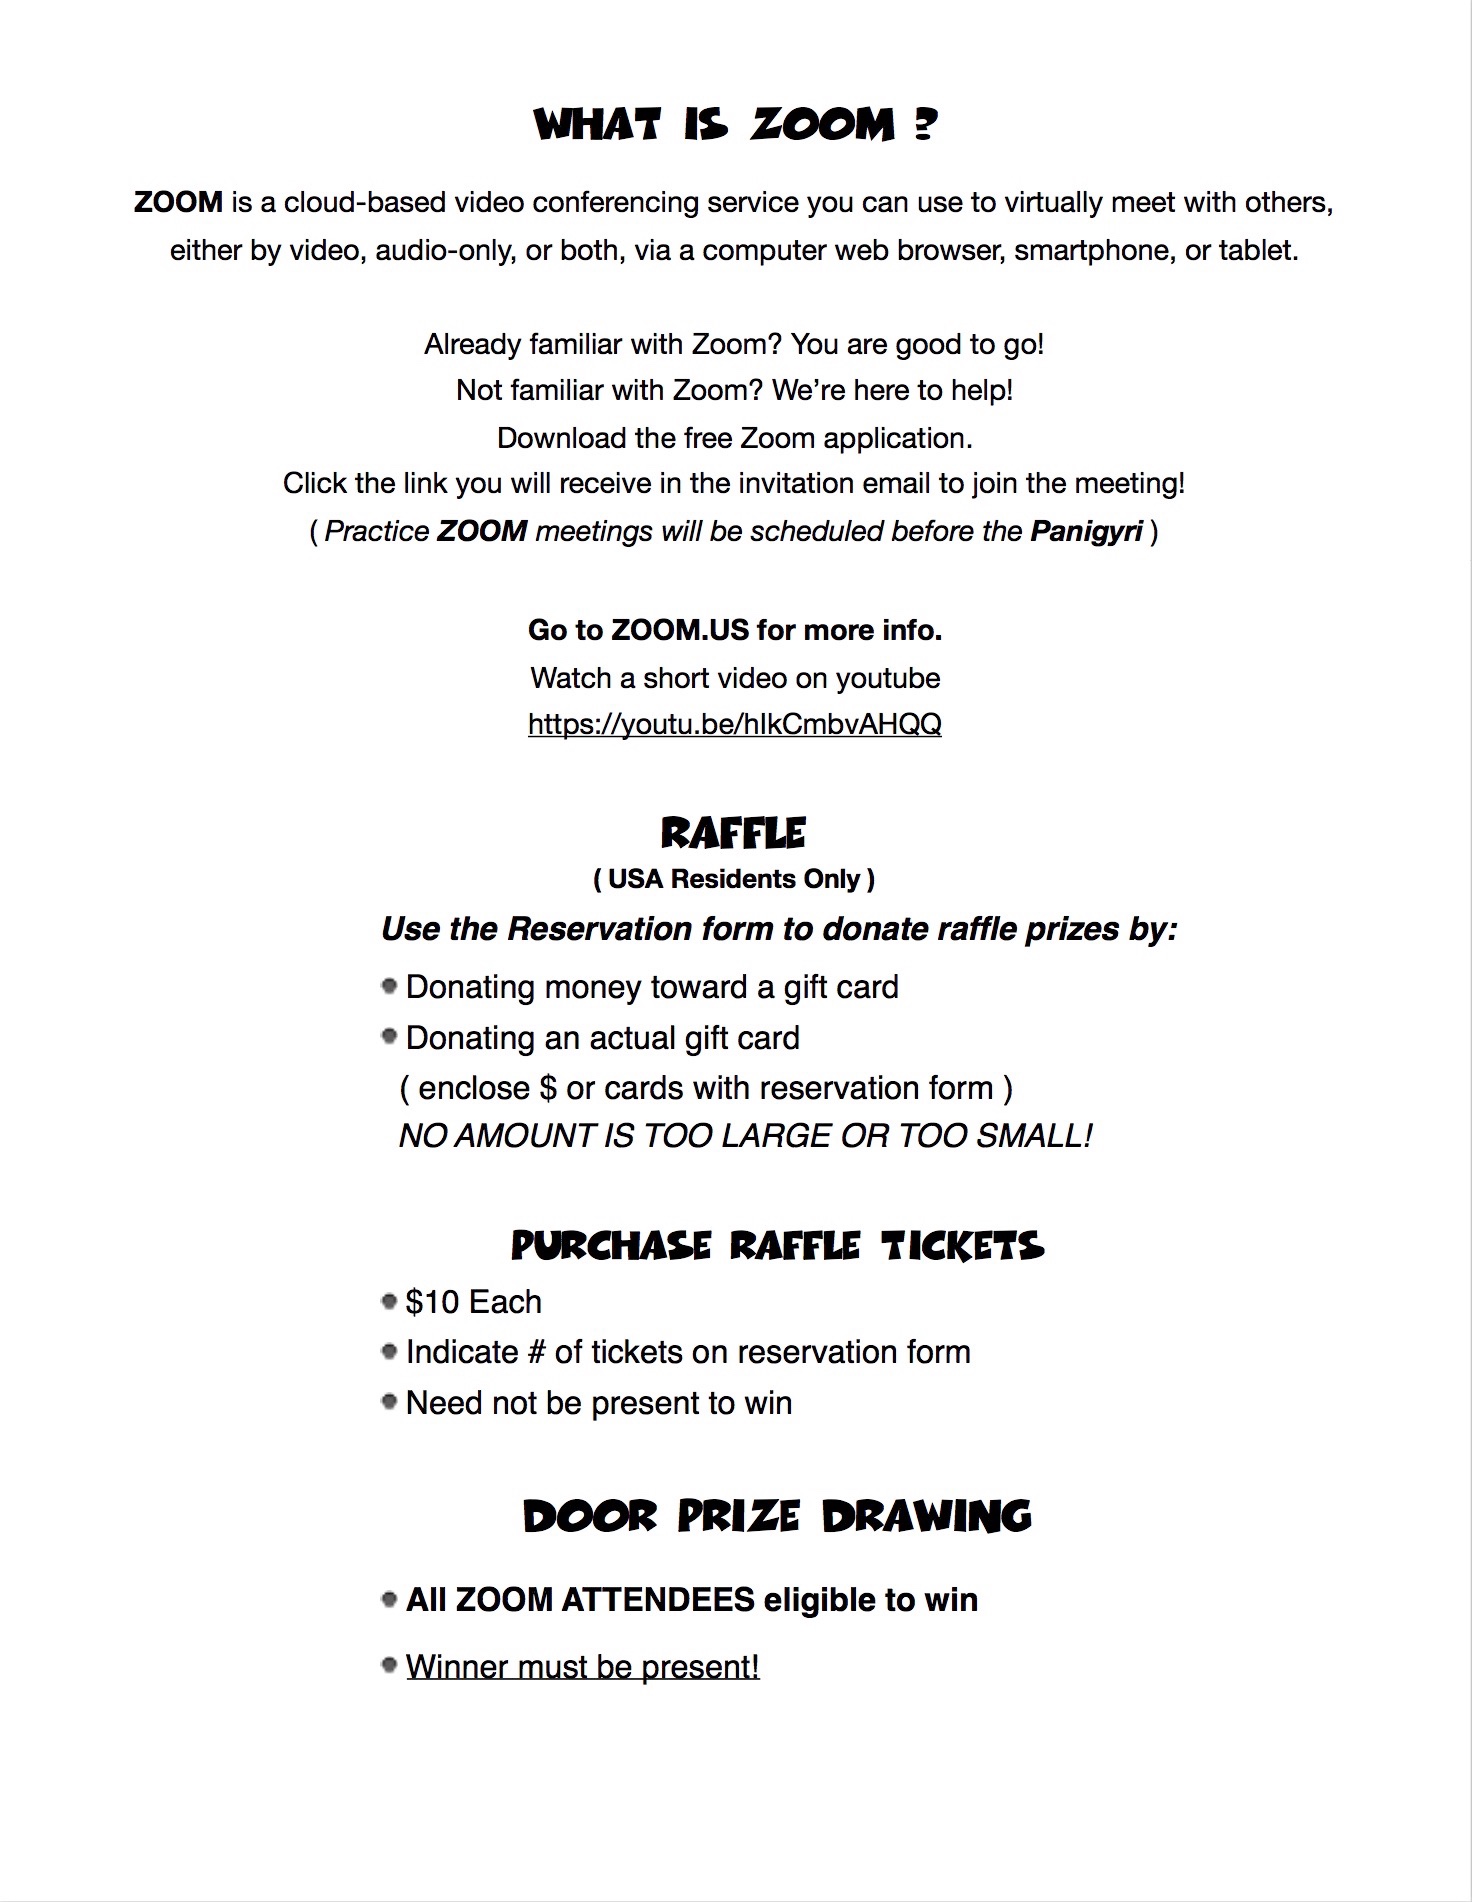 WHAT IS ZOOM ?
ZOOM is a cloud-based video conferencing service you can use to virtually meet with others,
either by video, audio-only, or both, via a computer web browser, smartphone, or tablet.
Already familiar with Zoom? You are good to go!
Not familiar with Zoom? We’re here to help!
Download the free Zoom application.
Click the link you will receive in the invitation email to join the meeting!
( Practice ZOOM meetings will be scheduled before the Panigyri )
Go to ZOOM.US for more info.
Watch a short video on youtube
https://youtu.be/hIkCmbvAHQQ
RAFFLE
( USA Residents Only )
Use the Reservation form to donate raffle prizes by:
• Donating money toward a gift card
• Donating an actual gift card
( enclose $ or cards with reservation form )
NO AMOUNT IS TOO LARGE OR TOO SMALL!
PURCHASE RAFFLE TICKETS
• $10 Each
• Indicate # of tickets on reservation form
• Need not be present to win
DOOR PRIZE DRAWING
• All ZOOM ATTENDEES eligible to win
• Winner must be present!